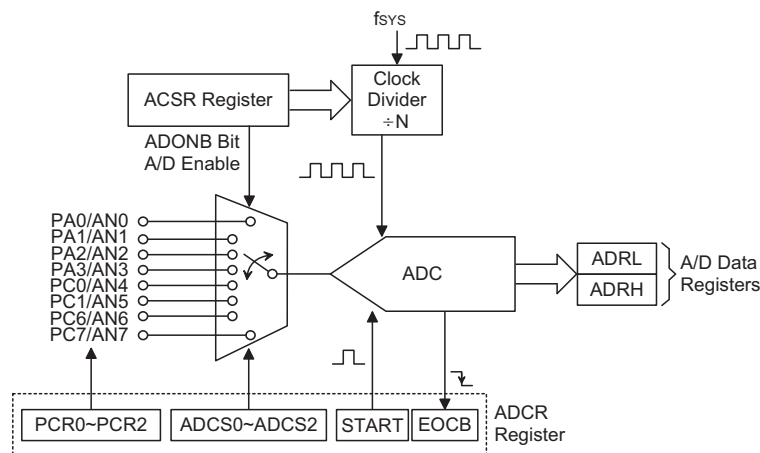 fSYS
ACSR Register
Clock
Divider
÷N
ADONB Bit
A/D Enable
PA0/AN0
PA1/AN1
PA2/AN2
PA3/AN3
PC0/AN4
PC1/AN5
PC6/AN6
PC7/AN7
ADC
ADRL
ADRH
A/D Data
Registers
PCR0~PCR2
ADCS0~ADCS2
START
EOCB
ADCR
Register